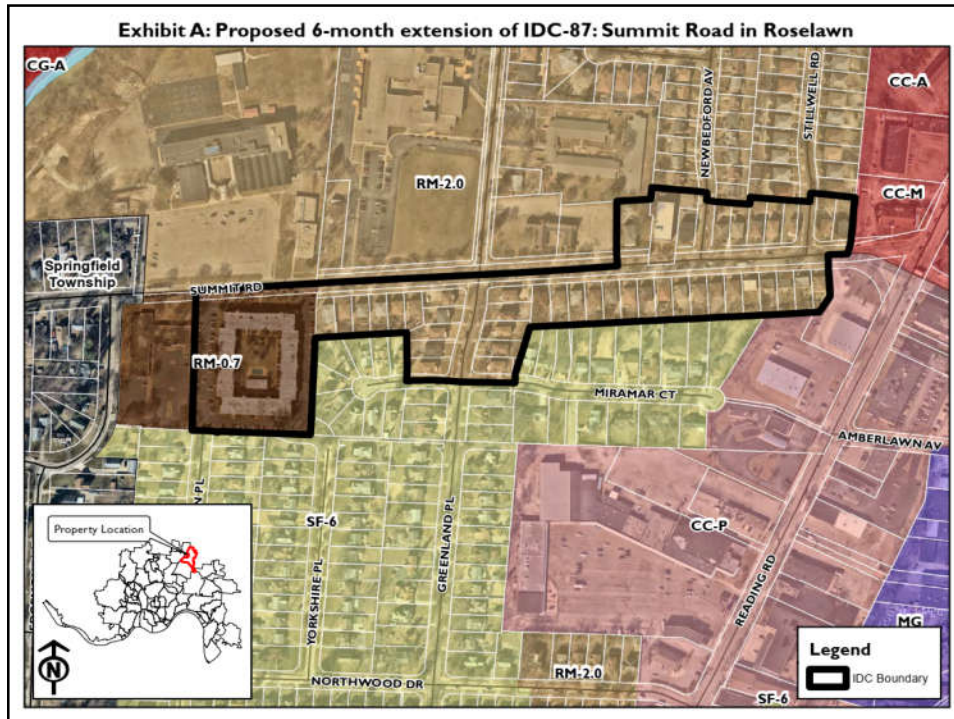 Exhibit A: Proposed 6-month extension of IDC-87: Summit Road in Roselawn
CG-A
STILLWELL RD
CC-A
NEWBEDFORD AV
RM-2.0
CC-M
Springfield
Township
SUMMIT RD
RM-0.7
MIRAMAR CT
AMBERLAWN AV
N PL
Property Location
SF-6
CC-P
GREENLAND PL
YORKSHIRE PL
READING RD
MG
N
Legend
IDC Boundary
NORTHWOOD DR
RM-2.0
SF-6